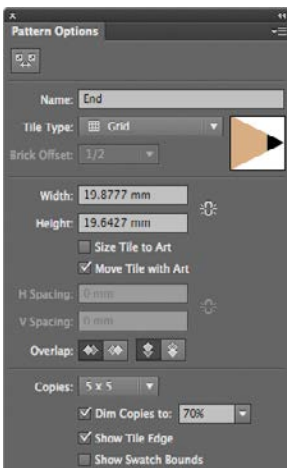 Pattern Options
Name: End
Tile Type: Grid
Brick Offset: 1/2
Width: 19.8777 mm
Height: 19.6427 mm
Size Tile to Art
Move Tile with Art
H Spacing: 0 mm
V Spacing: 0 mm
Overlap:
Copies: 5 x 5
Dim Copies to: 70%
Show Tile Edge
Show Swatch Bounds